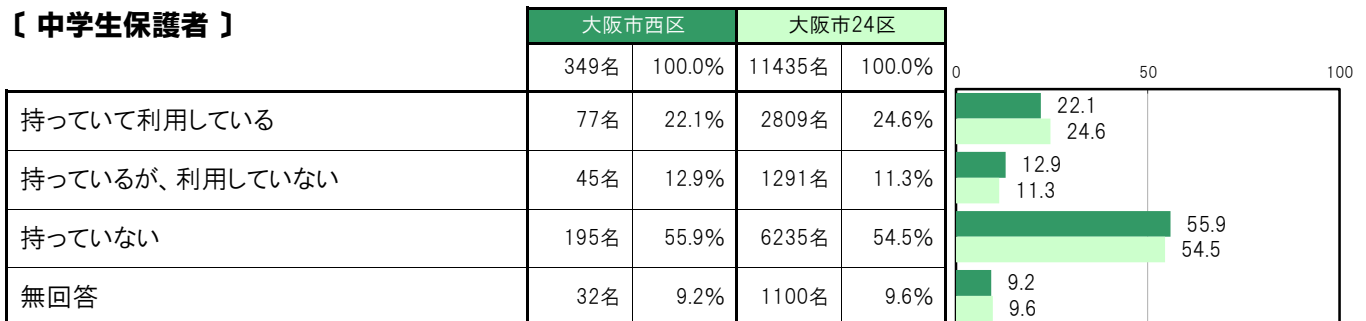 〔 中学生保護者 〕
大阪市西区 大阪市24区
349名 100.0% 11435名 100.0%
0 50 100
持っていて利用している 77名 22.1% 2809名 24.6%
22.1
24.6
持っているが、利用していない 45名 12.9% 1291名 11.3%
12.9
11.3
持っていない 195名 55.9% 6235名 54.5%
55.9
54.5
無回答 32名 9.2% 1100名 9.6%
9.2
9.6